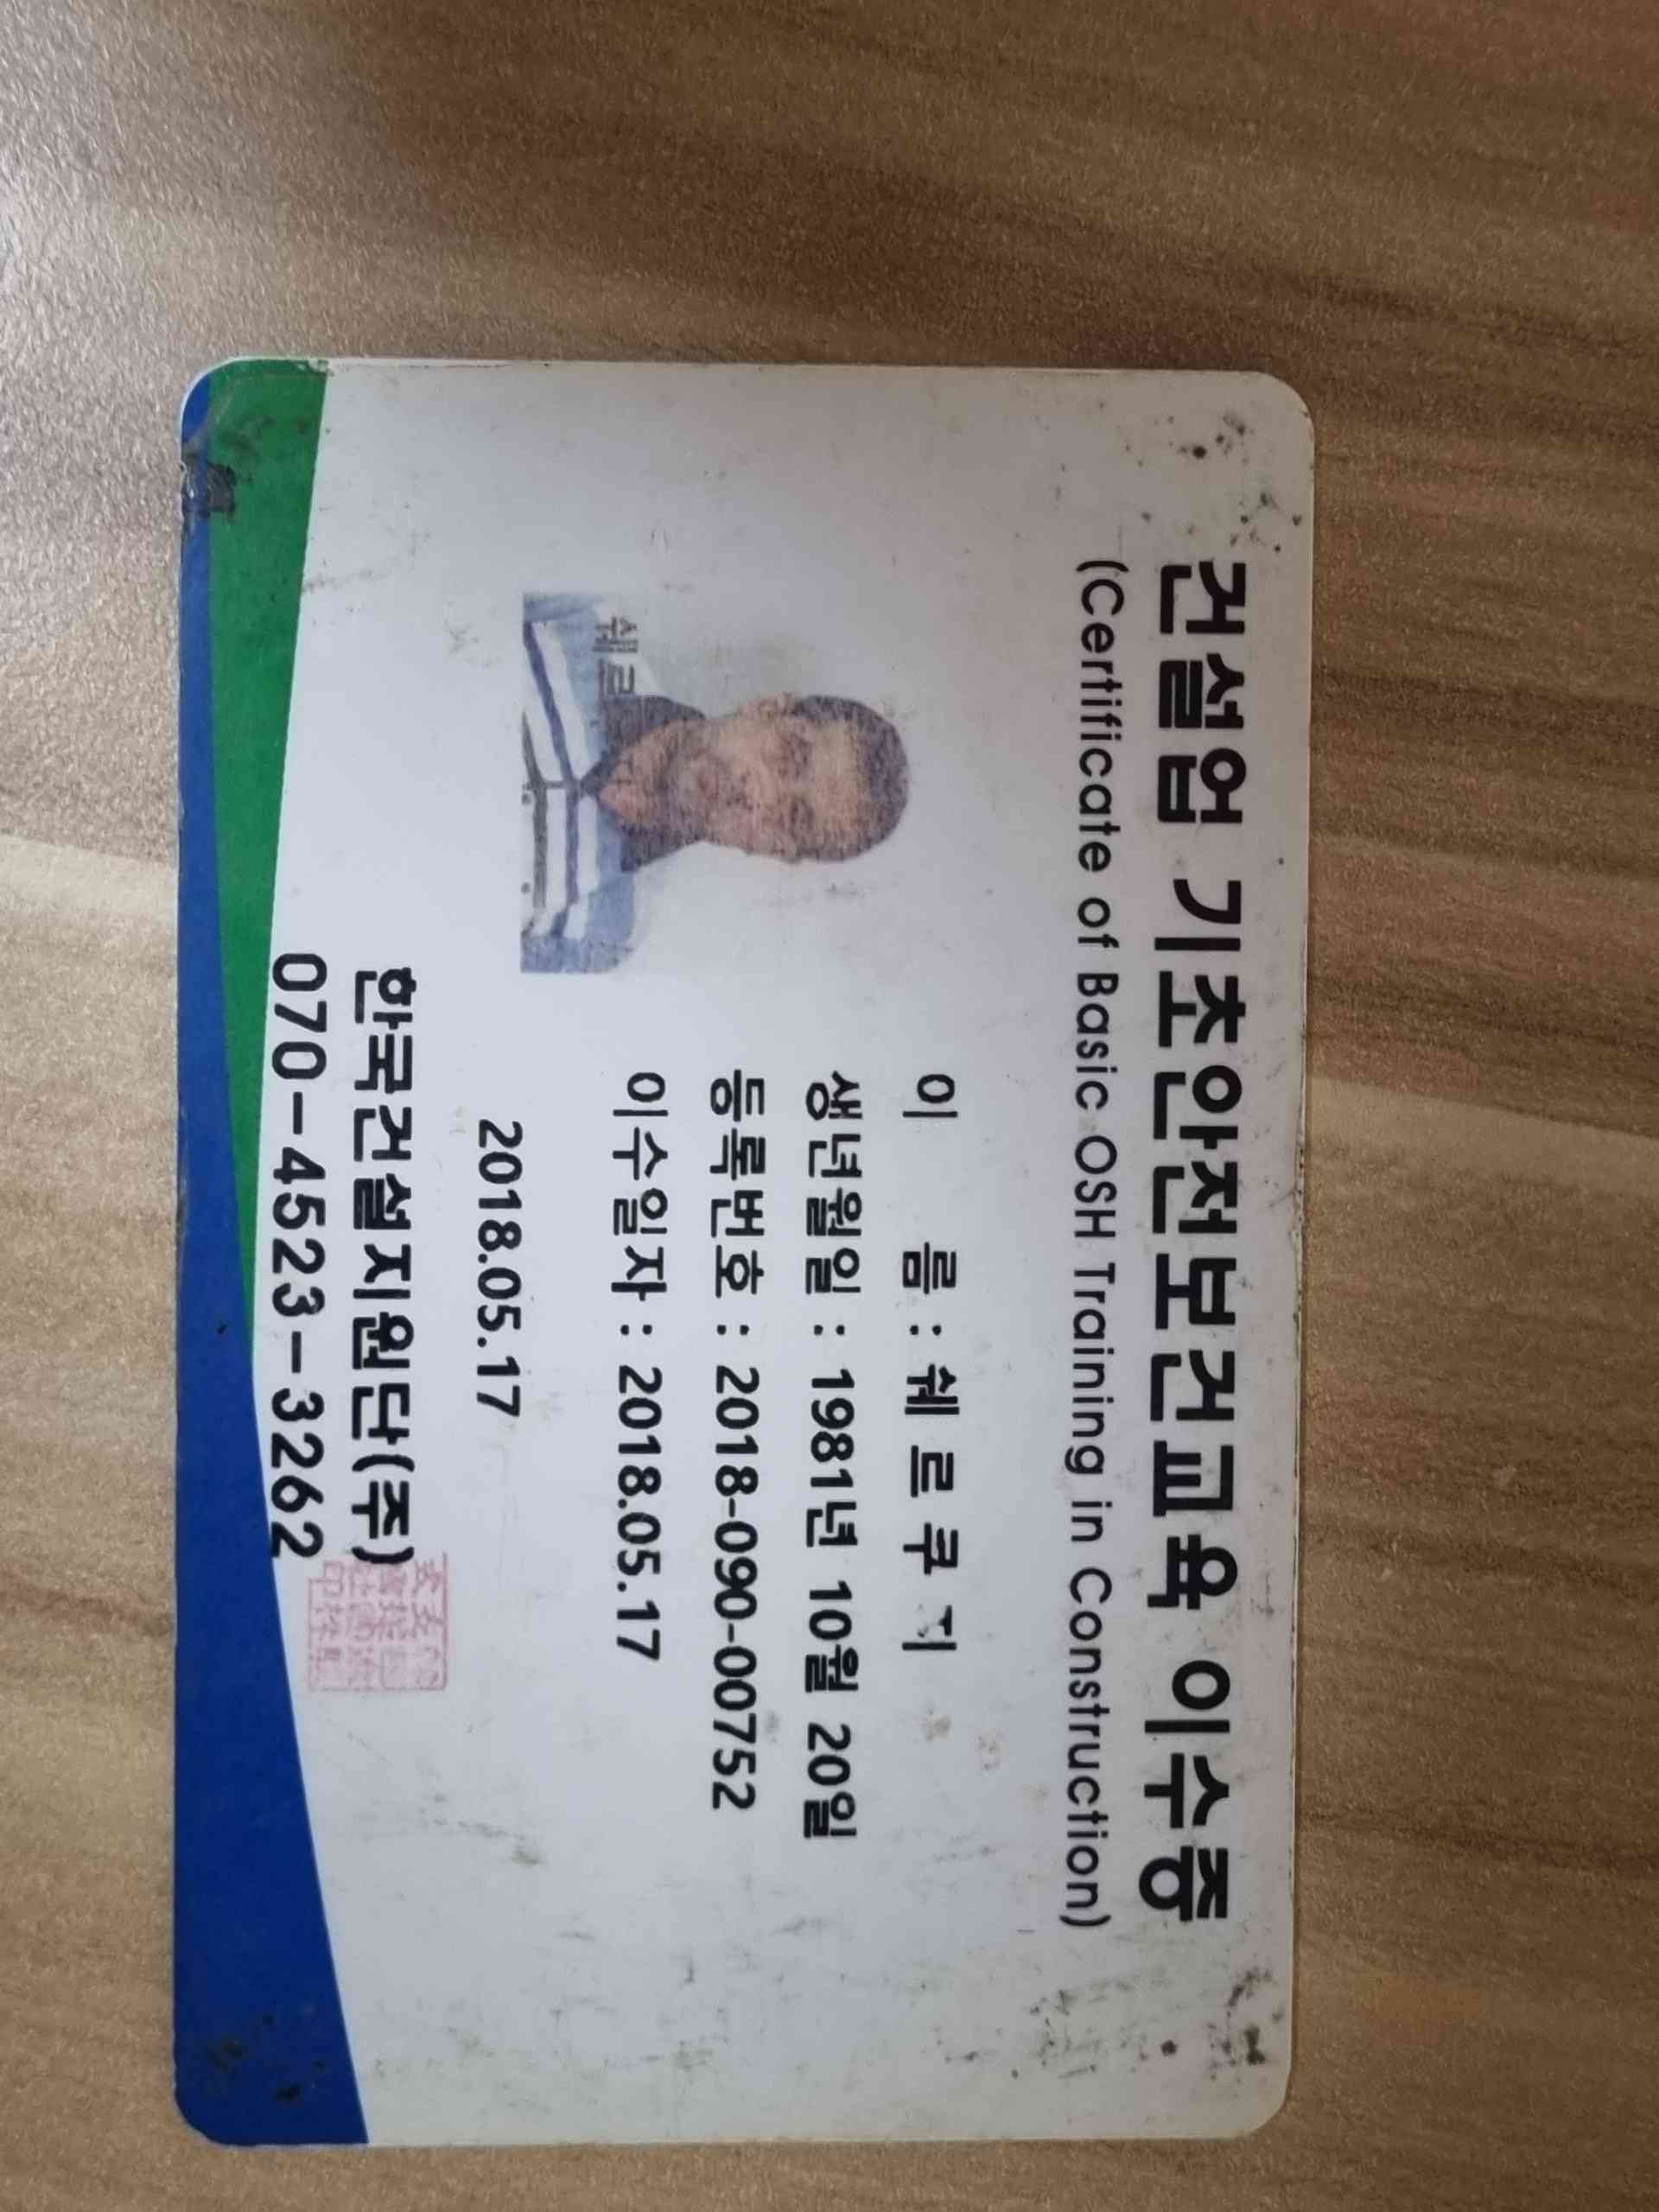 건설업 기초안전보건교육 이수증
(Certificate of Basic OSH Training in Construction)
이 름 : 쉐 르 쿠 지
생년월일 : 1981년 10월 20일
등록번호 : 2018-090-00752
이수일자 : 2018.05.17
쉐르
2018.05.17
한국건설지원단(주)
070-4523-3262